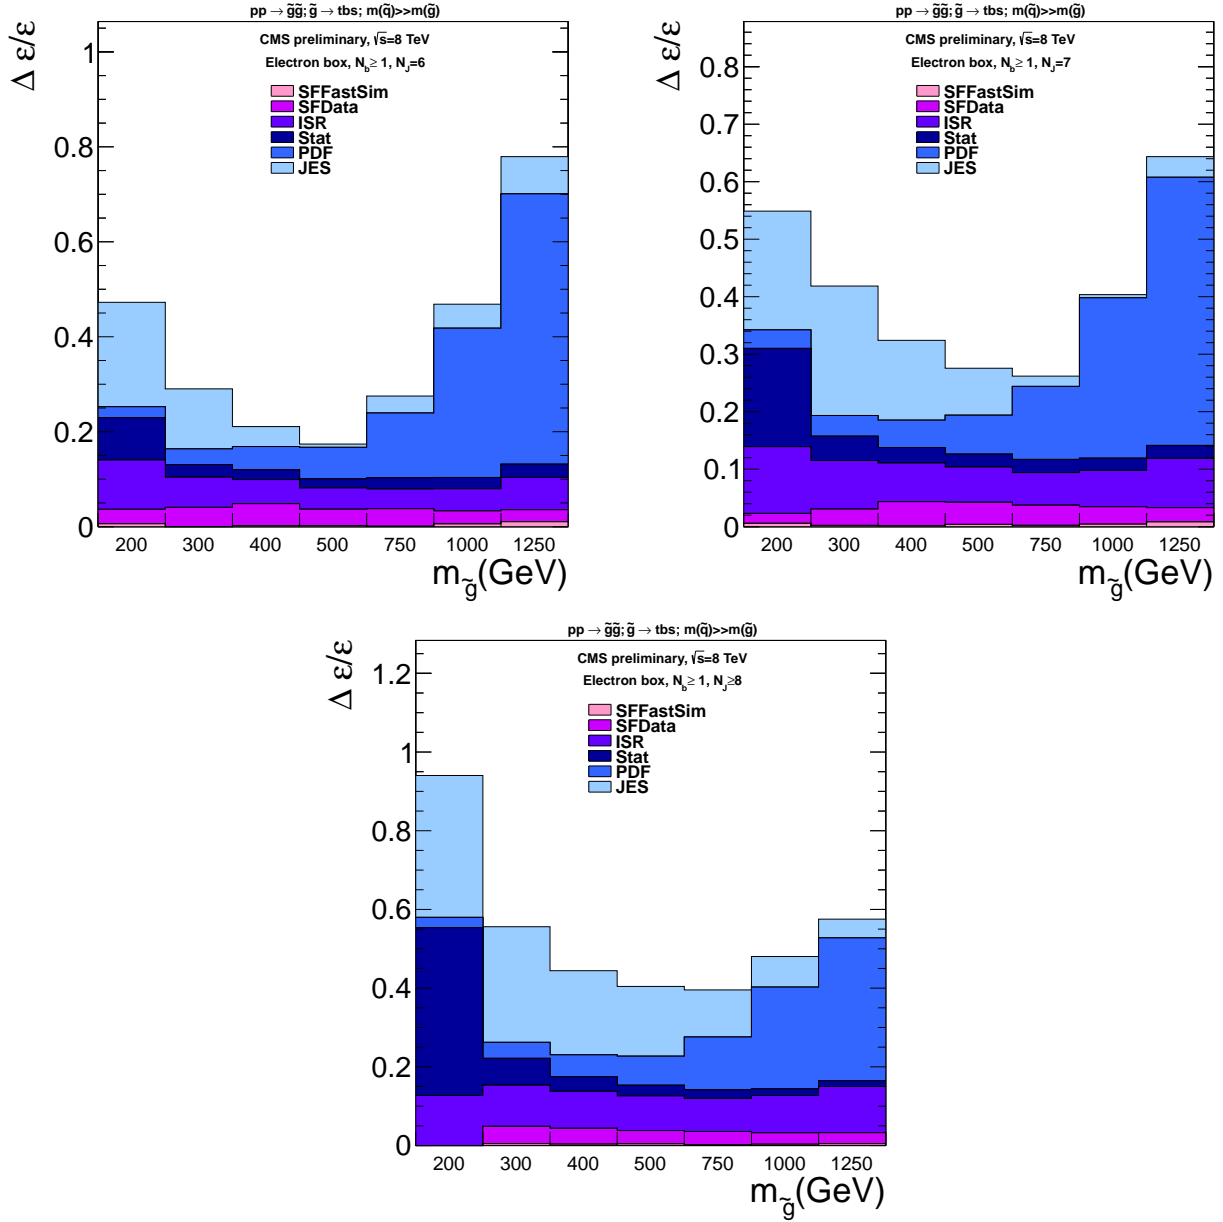 pp → g̃g̃; g̃ → tbs; m(q̃)>>m(g̃)
CMS preliminary, √s=8 TeV
Electron box, N_b ≥ 1, N_J=6
SFFastSim
SFData
ISR
Stat
PDF
JES
Δ ε/ε
1
0.8
0.6
0.4
0.2
0
200 300 400 500 750 1000 1250
m_g̃(GeV)
pp → g̃g̃; g̃ → tbs; m(q̃)>>m(g̃)
CMS preliminary, √s=8 TeV
Electron box, N_b ≥ 1, N_J=7
SFFastSim
SFData
ISR
Stat
PDF
JES
Δ ε/ε
0.8
0.7
0.6
0.5
0.4
0.3
0.2
0.1
0
200 300 400 500 750 1000 1250
m_g̃(GeV)
pp → g̃g̃; g̃ → tbs; m(q̃)>>m(g̃)
CMS preliminary, √s=8 TeV
Electron box, N_b ≥ 1, N_J≥8
SFFastSim
SFData
ISR
Stat
PDF
JES
Δ ε/ε
1.2
1
0.8
0.6
0.4
0.2
0
200 300 400 500 750 1000 1250
m_g̃(GeV)